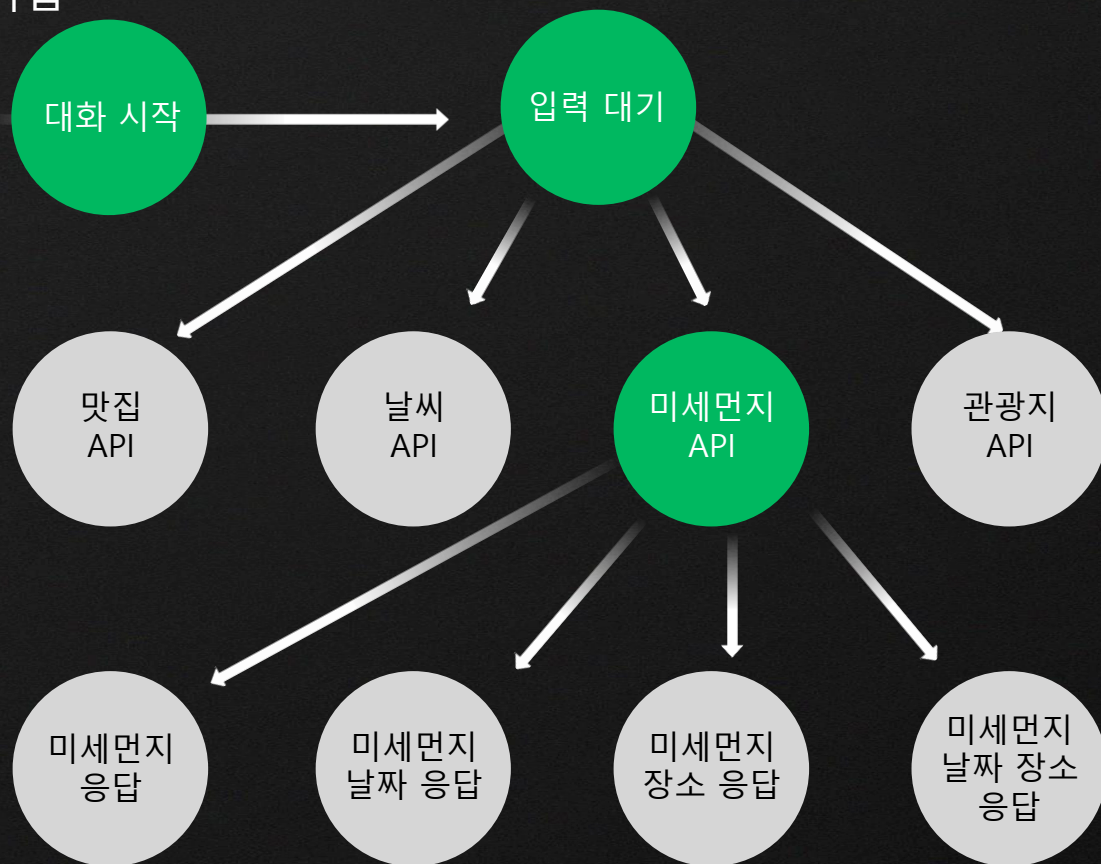 대화 시작
입력 대기
맛집
API
날씨
API
미세먼지
API
관광지
API
미세먼지
응답
미세먼지
날짜 응답
미세먼지
장소 응답
미세먼지
날짜 장소
응답